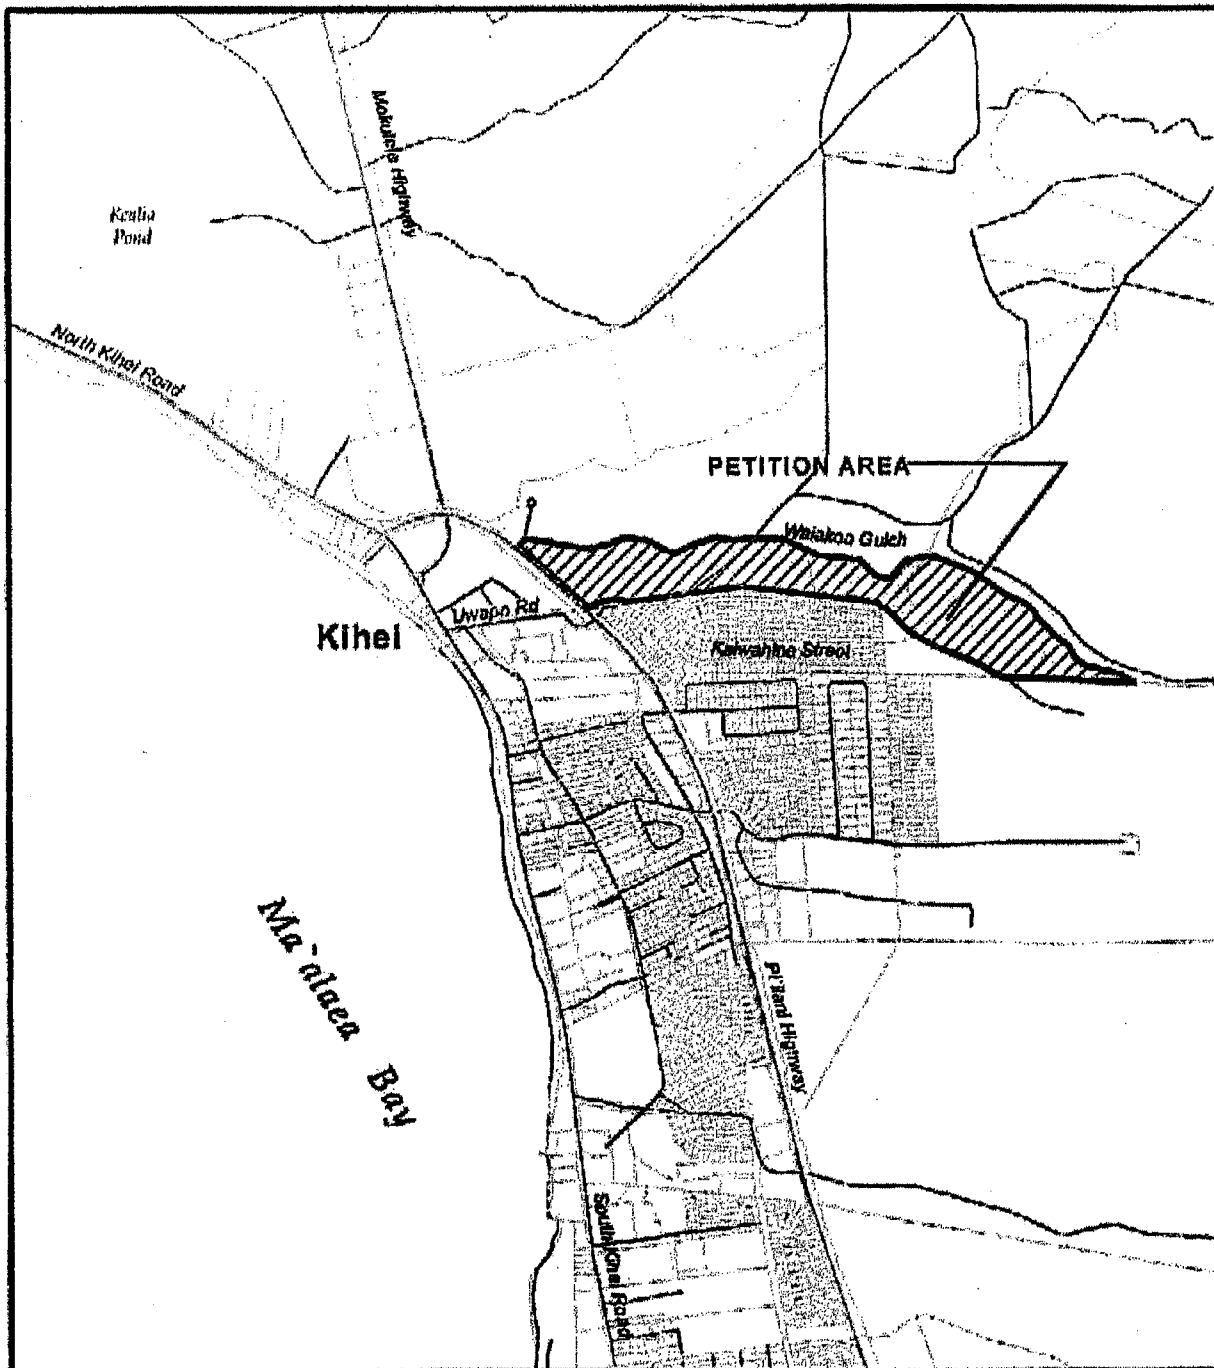 Mokulele Highway
Kealia
Pond
North Kihei Road
PETITION AREA
Waiakoa Gulch
Uwapo Rd
Kihei
Kaiwahine Street
Ma`alaea Bay
Pi`ilani Highway
South Kihei Road